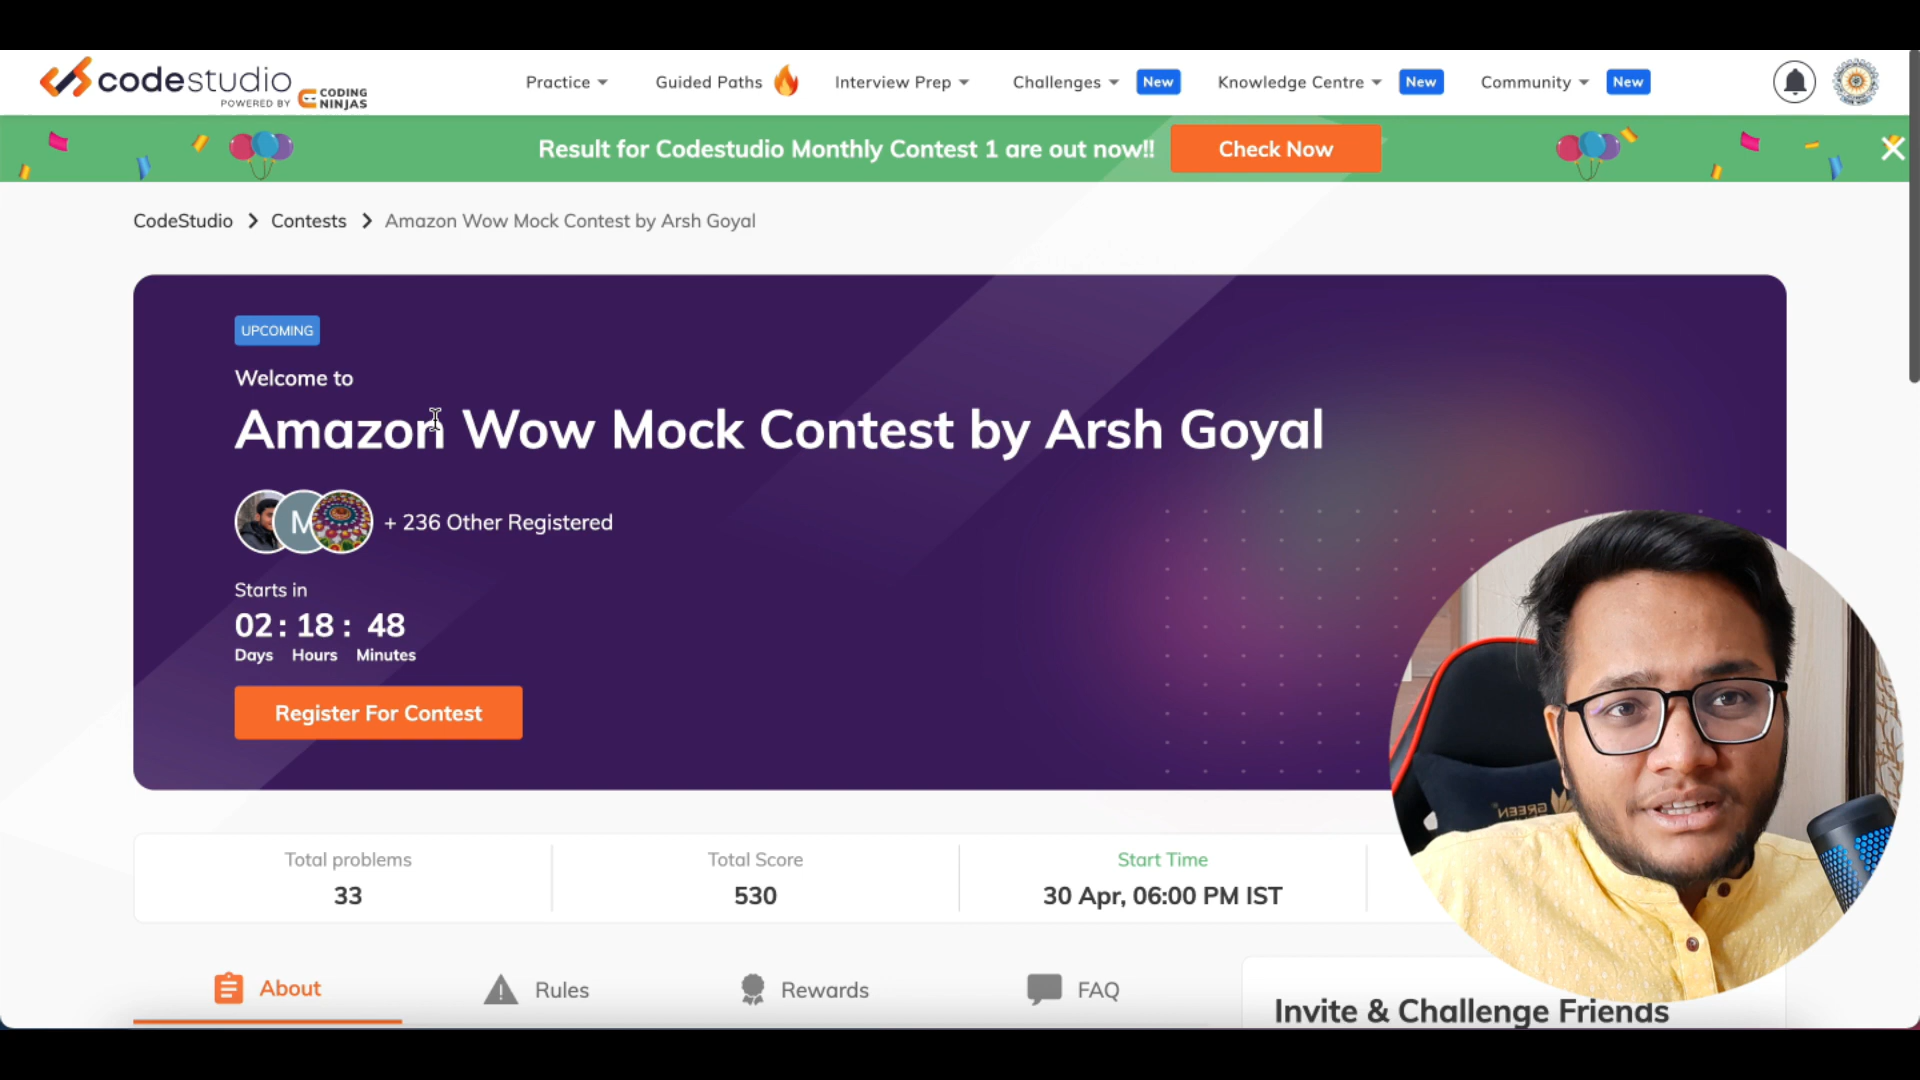 codestudio
POWERED BY CODING NINJAS
Practice Guided Paths Interview Prep Challenges New Knowledge Centre New Community New
Result for Codestudio Monthly Contest 1 are out now!! Check Now
CodeStudio Contests Amazon Wow Mock Contest by Arsh Goyal
UPCOMING
Welcome to
Amazon Wow Mock Contest by Arsh Goyal
M
+ 236 Other Registered
Starts in
02 : 18 : 48
Days Hours Minutes
Register For Contest
GREEN
Total problems Total Score Start Time
33 530 30 Apr, 06:00 PM IST
About Rules Rewards FAQ
Invite & Challenge Friends